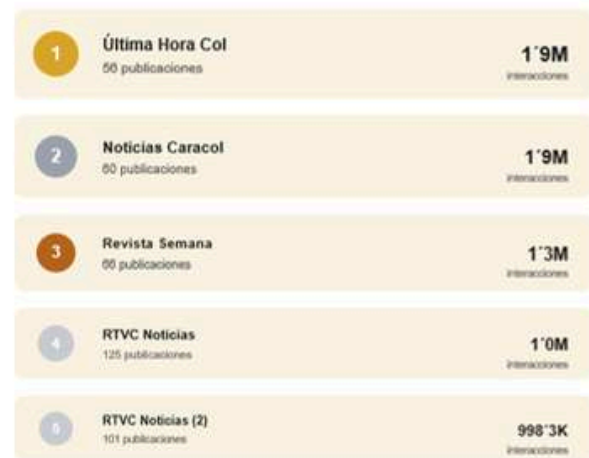 1
Última Hora Col
56 publicaciones
1´9M
interacciones
2
Noticias Caracol
60 publicaciones
1´9M
interacciones
3
Revista Semana
66 publicaciones
1´3M
interacciones
4
RTVC Noticias
125 publicaciones
1´0M
interacciones
5
RTVC Noticias (2)
101 publicaciones
998´3K
interacciones